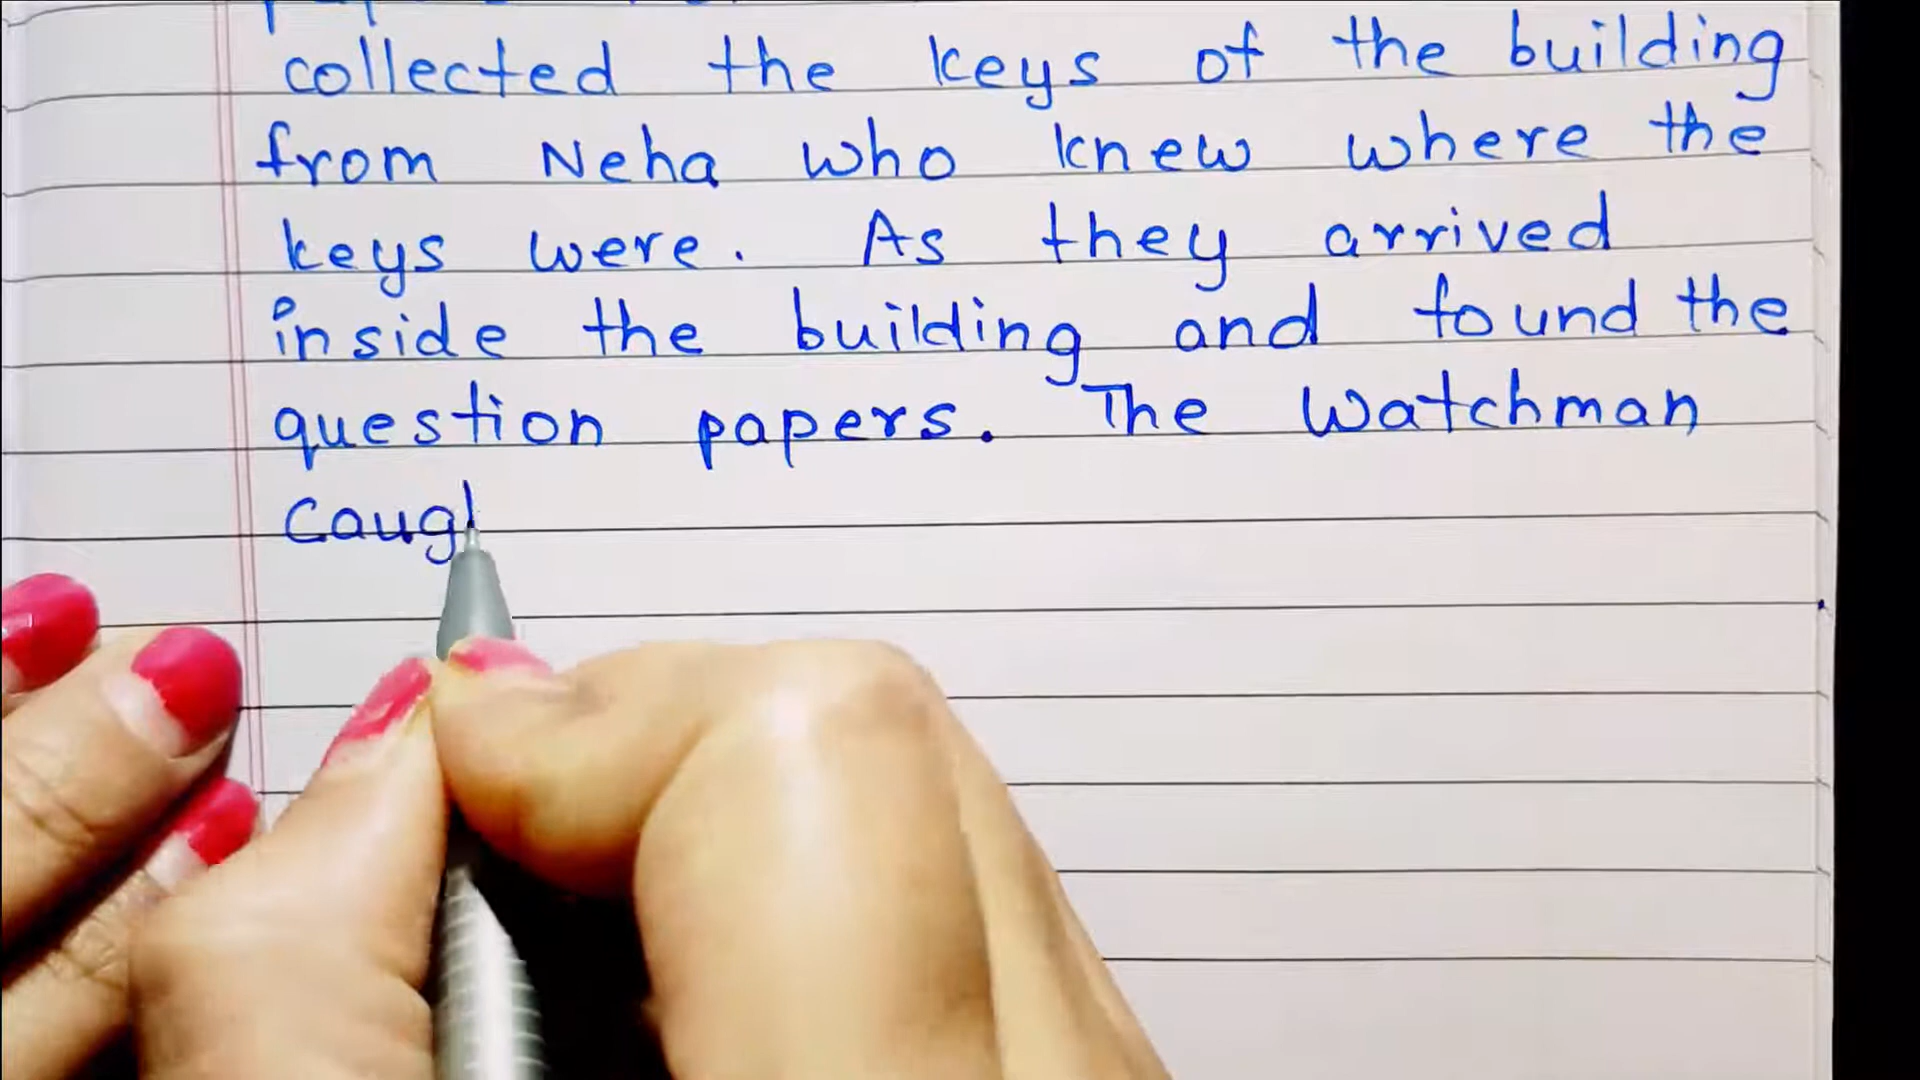 collected the keys of the building
from Neha who knew where the
keys were. As they arrived
inside the building and found the
question papers. The watchman
Caugh